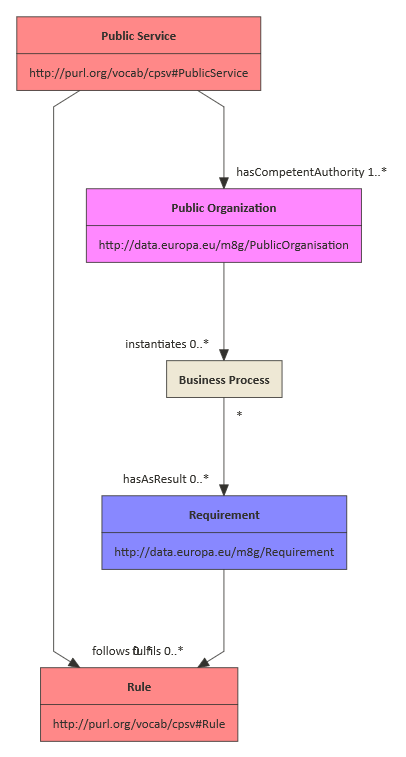 Public Service
http://purl.org/vocab/cpsv#PublicService
hasCompetentAuthority 1..*
Public Organization
http://data.europa.eu/m8g/PublicOrganisation
instantiates 0..*
Business Process
*
hasAsResult 0..*
Requirement
http://data.europa.eu/m8g/Requirement
follows 0..*
fulfils 0..*
Rule
http://purl.org/vocab/cpsv#Rule